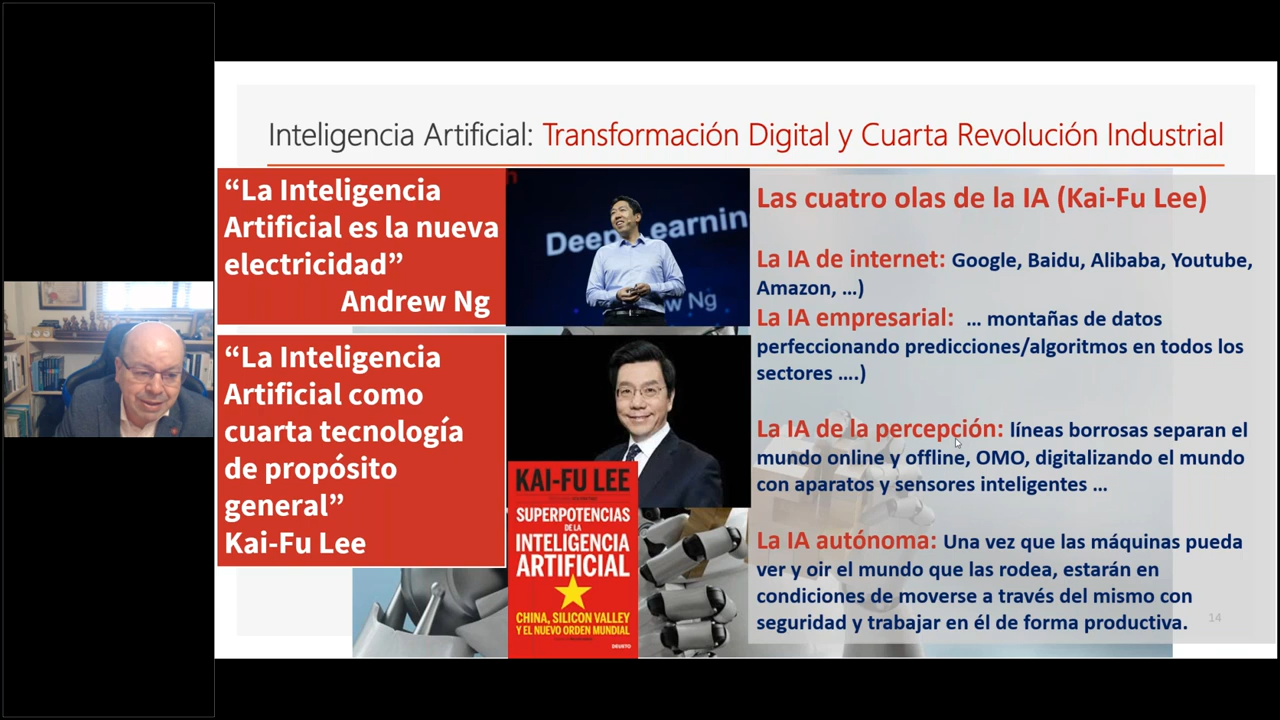 Inteligencia Artificial: Transformación Digital y Cuarta Revolución Industrial
“La Inteligencia
Artificial es la nueva
electricidad”
Andrew Ng
“La Inteligencia
Artificial como
cuarta tecnología
de propósito
general”
Kai-Fu Lee
Deep Learnin
w Ng
KAI-FU LEE
SUPERPOTENCIAS
DE LA
INTELIGENCIA
ARTIFICIAL
CHINA, SILICON VALLEY
Y EL NUEVO ORDEN MUNDIAL
DEUSTO
Las cuatro olas de la IA (Kai-Fu Lee)
La IA de internet: Google, Baidu, Alibaba, Youtube,
Amazon, …)
La IA empresarial: … montañas de datos
perfeccionando predicciones/algoritmos en todos los
sectores ….)
La IA de la percepción: líneas borrosas separan el
mundo online y offline, OMO, digitalizando el mundo
con aparatos y sensores inteligentes …
La IA autónoma: Una vez que las máquinas pueda
ver y oir el mundo que las rodea, estarán en
condiciones de moverse a través del mismo con
seguridad y trabajar en él de forma productiva.
14